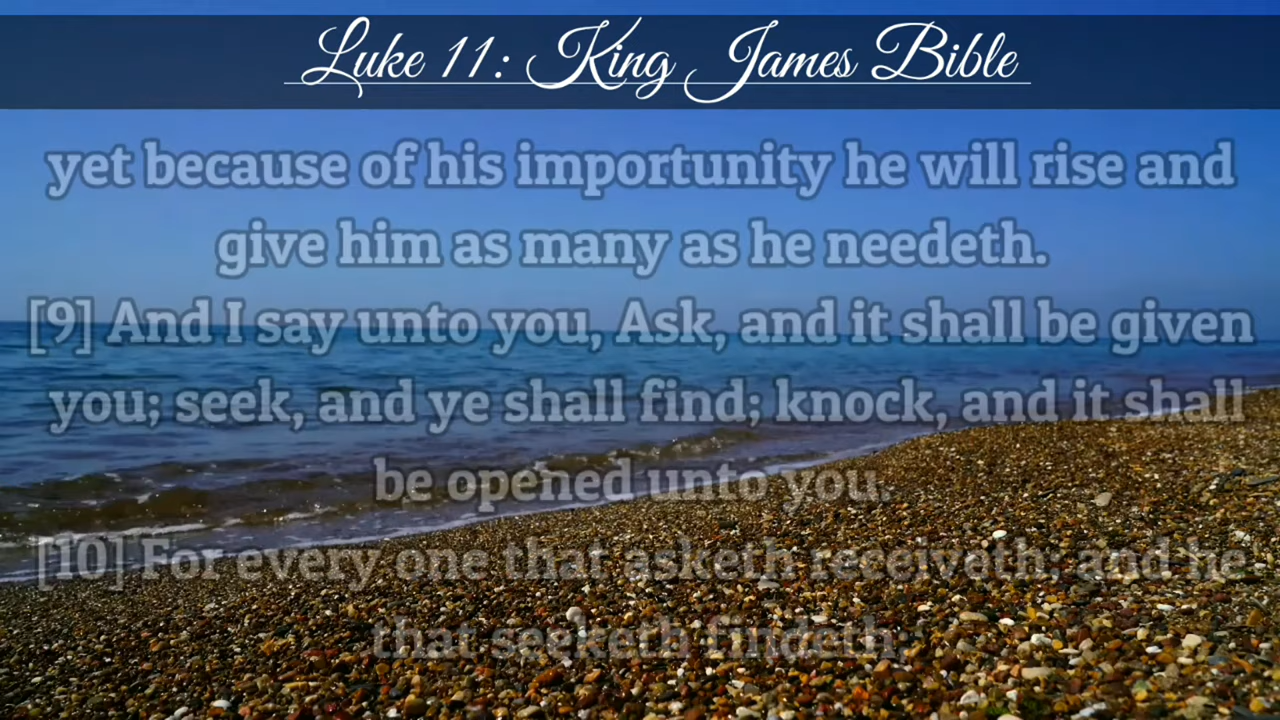 Luke 11: King James Bible
yet because of his importunity he will rise and
give him as many as he needeth.
[9] And I say unto you, Ask, and it shall be given
you; seek, and ye shall find; knock, and it shall
be opened unto you.
[10] For every one that asketh receiveth; and he
that seeketh findeth;